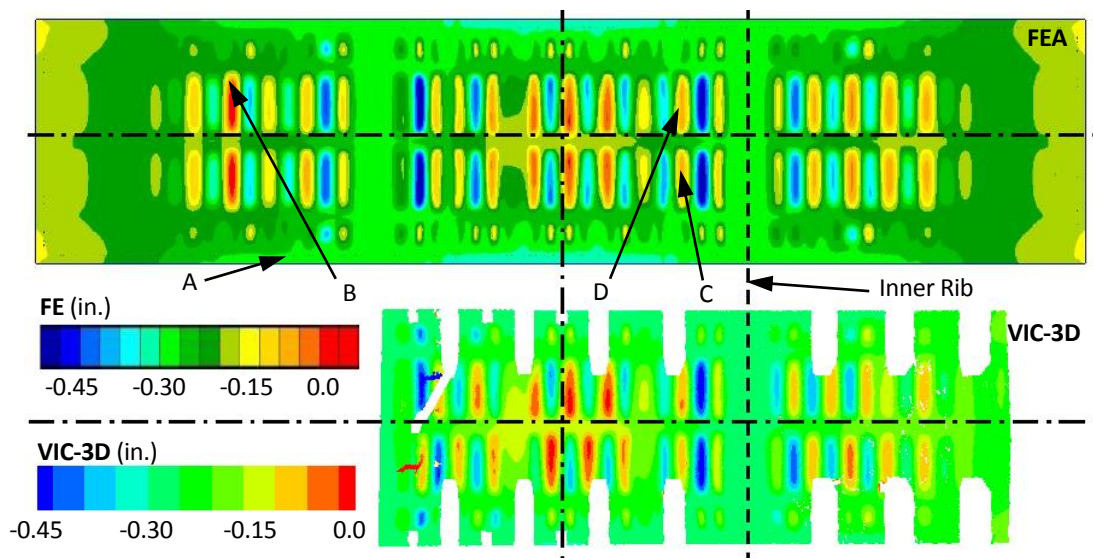 FEA
A
B
D
C
Inner Rib
FE (in.)
-0.45 -0.30 -0.15 0.0
VIC-3D
VIC-3D (in.)
-0.45 -0.30 -0.15 0.0